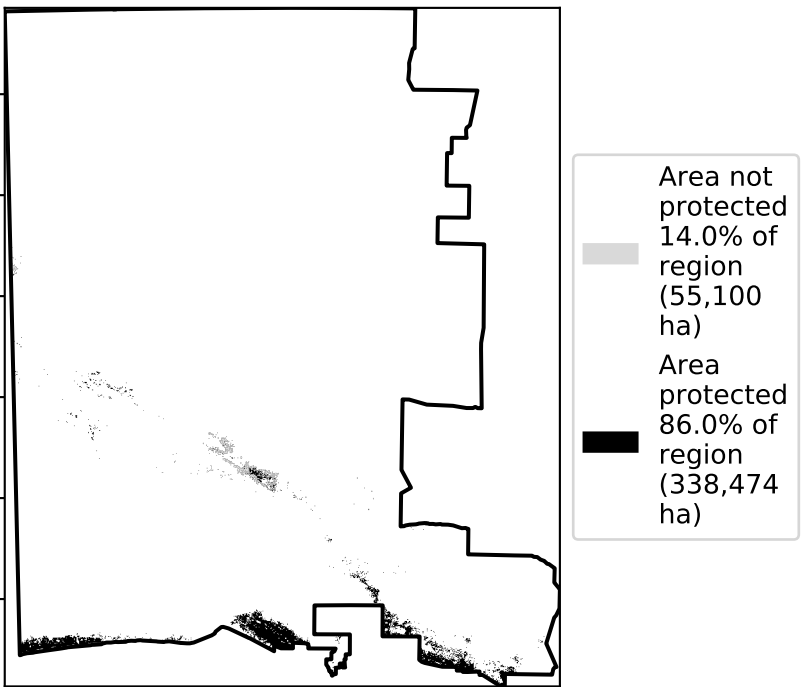 Area not
protected
14.0% of
region
(55,100
ha)
Area
protected
86.0% of
region
(338,474
ha)